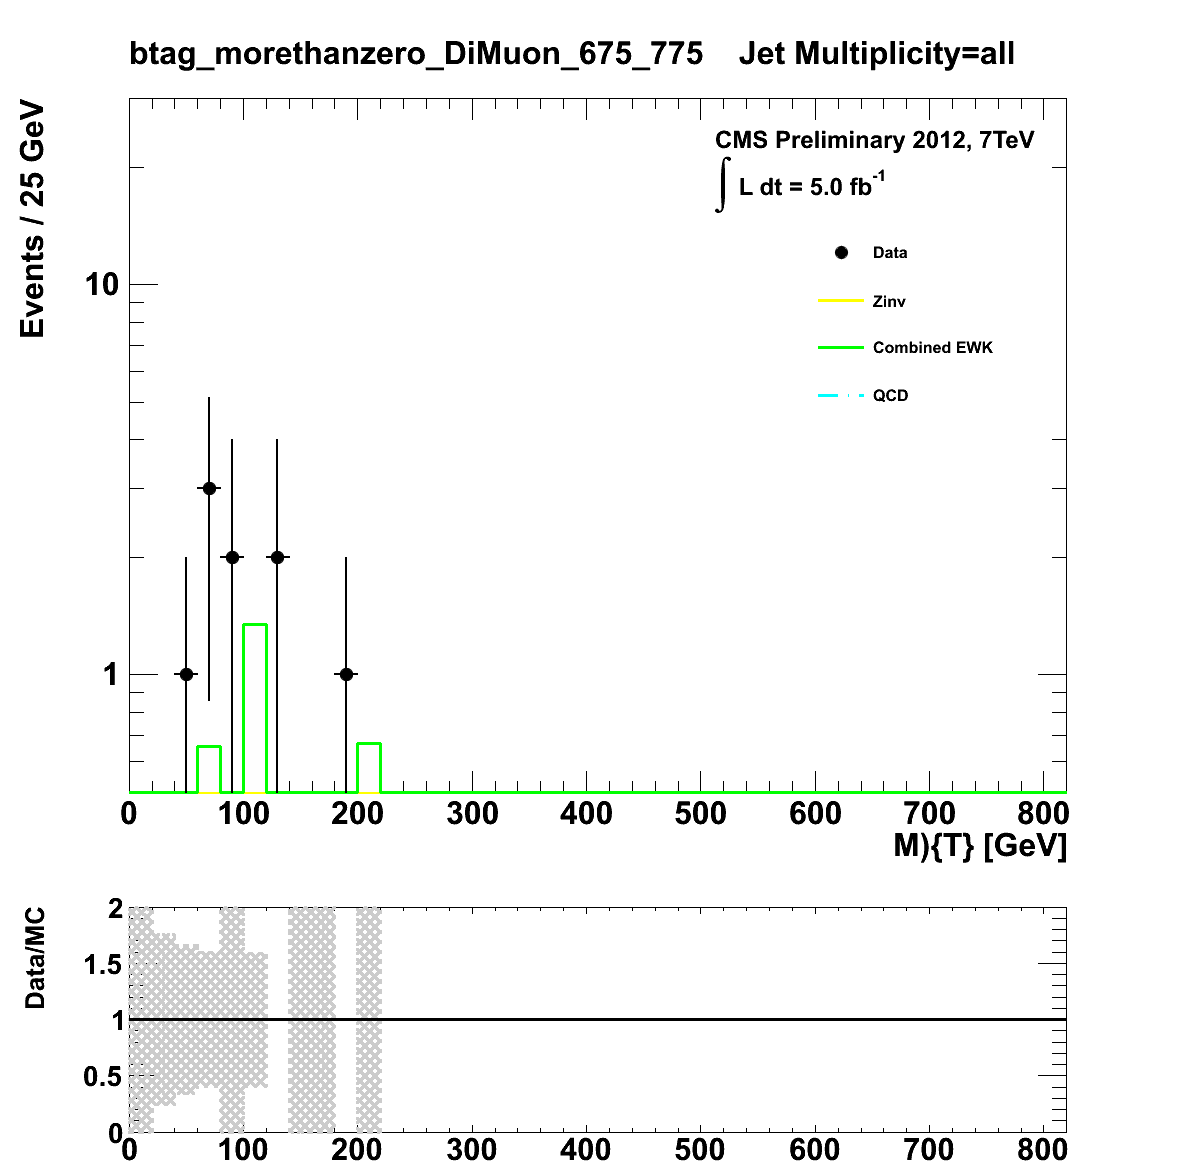 btag_morethanzero_DiMuon_675_775 Jet Multiplicity=all
Events / 25 GeV
CMS Preliminary 2012, 7TeV
∫ L dt = 5.0 fb-1
Data
Zinv
Combined EWK
QCD
10
1
0 100 200 300 400 500 600 700 800
M){T} [GeV]
Data/MC
2
1.5
1
0.5
0
0 100 200 300 400 500 600 700 800